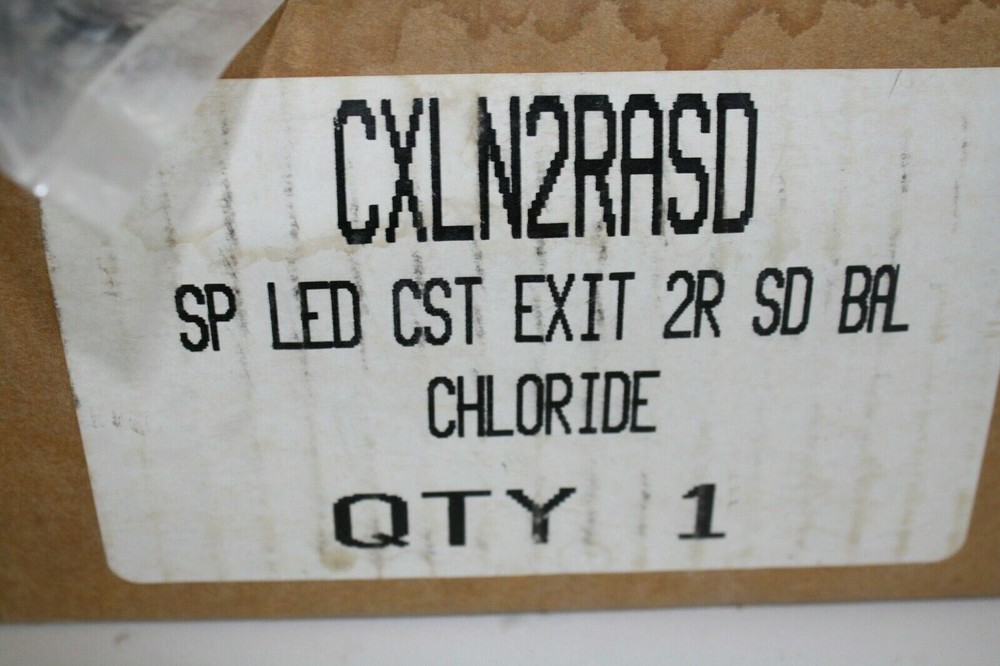 CXLN2RASD
SP LED CST EXIT 2R SD BAL
CHLORIDE
QTY 1